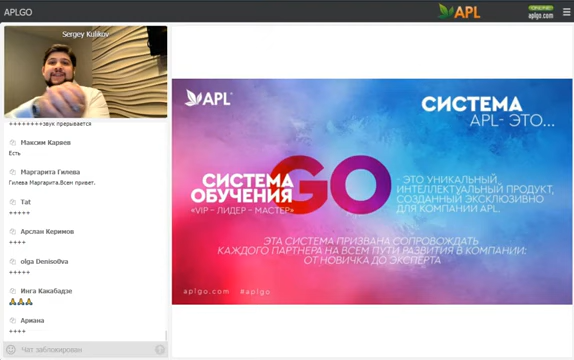 APLGO
APL
ONLINE
aplgo.com
Sergey Kulikov
++++++++звук прерывается
Максим Каряев
Есть
Маргарита Гилева
Гилева Маргарита.Всем привет.
Tat
+++++
Арслан Керимов
++++
olga Deniso0va
+++++
Инга Какабадзе
🙏🙏🙏
Ариана
++++
Чат заблокирован
APL®
СИСТЕМА
APL- ЭТО...
СИСТЕМА
ОБУЧЕНИЯ
GO
«VIP – ЛИДЕР – МАСТЕР»
- ЭТО УНИКАЛЬНЫЙ
ИНТЕЛЛЕКТУАЛЬНЫЙ ПРОДУКТ,
СОЗДАННЫЙ ЭКСКЛЮЗИВНО
ДЛЯ КОМПАНИИ APL.
ЭТА СИСТЕМА ПРИЗВАНА СОПРОВОЖДАТЬ
КАЖДОГО ПАРТНЕРА НА ВСЕМ ПУТИ РАЗВИТИЯ В КОМПАНИИ:
ОТ НОВИЧКА ДО ЭКСПЕРТА
aplgo.com #aplgo